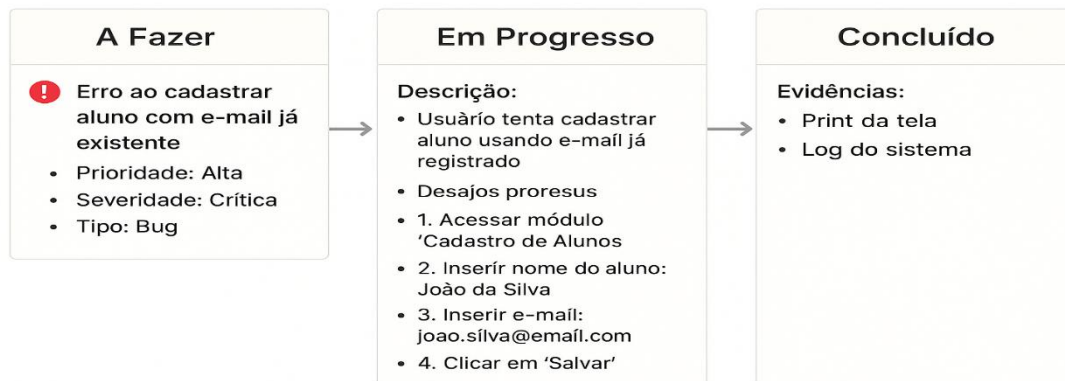 A Fazer
! Erro ao cadastrar
aluno com e-mail já
existente
• Prioridade: Alta
• Severidade: Crítica
• Tipo: Bug
Em Progresso
Descrição:
• Usuàrío tenta cadastrar
aluno usando e-maíl já
registrado
• Desajos proresus
• 1. Acessar módulo
‘Cadastro de Alunos
• 2. Inserír nome do aluno:
Joào da Silva
• 3. Inserir e-maíl:
joao.sílva@emaíl.com
• 4. Clicar em ‘Salvar’
Concluído
Evidências:
• Print da tela
• Log do sistema